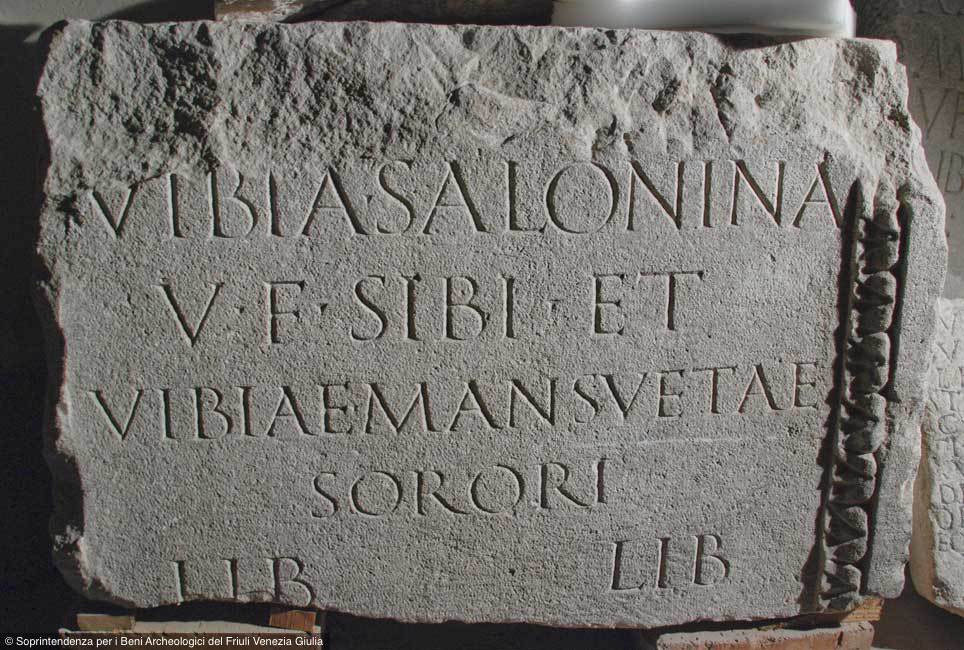 VIBIA·SALONINA
V·F·SIBI·ET
VIBIAE·MANSVETAE
SORORI
LIB LIB
© Soprintendenza per i Beni Archeologici del Friuli Venezia Giulia